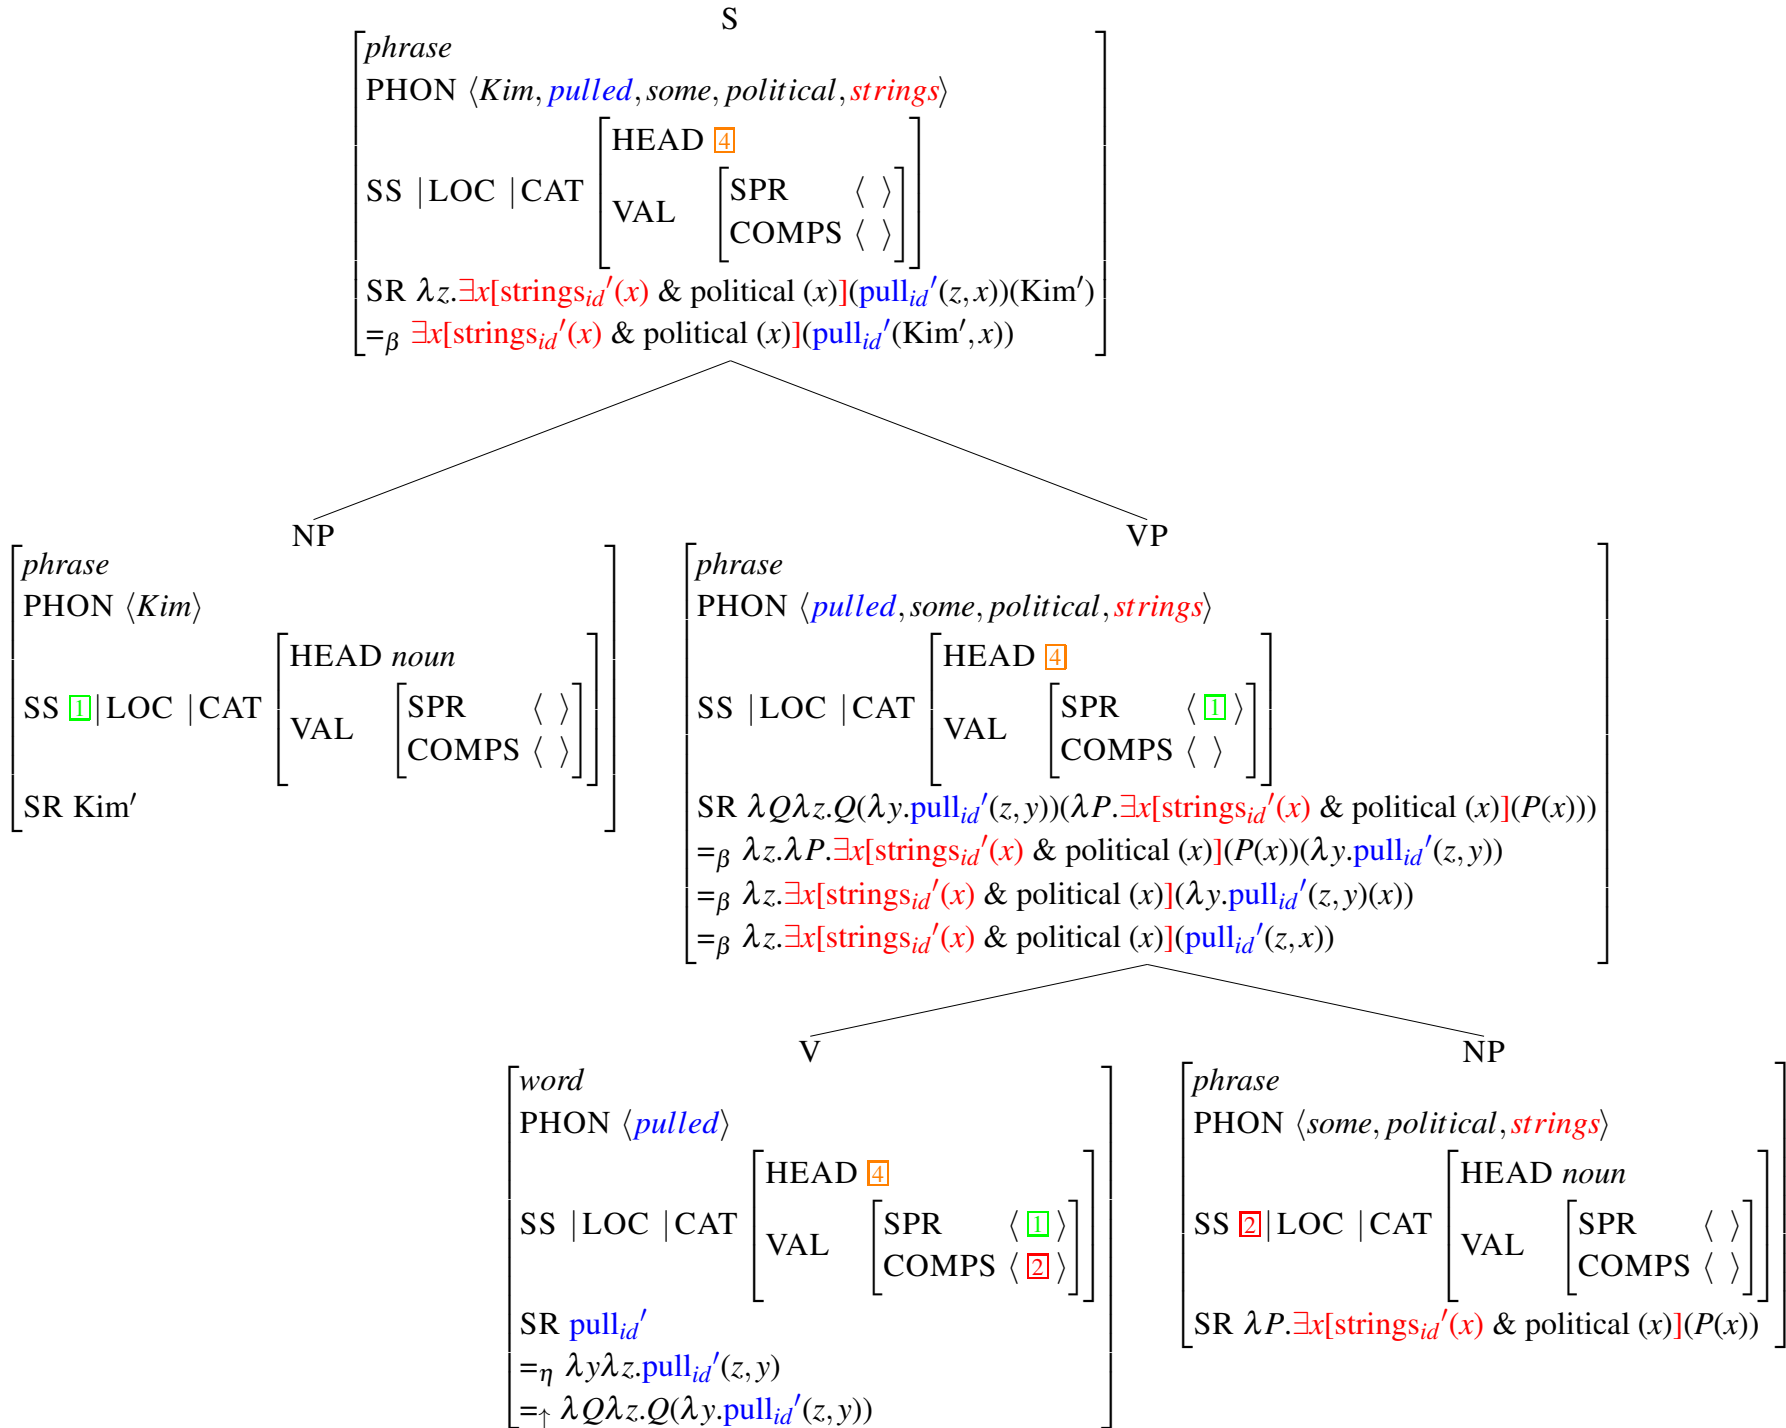 S
phrase
PHON ⟨Kim, pulled, some, political, strings⟩
HEAD 4
SS |LOC |CAT
VAL
SPR ⟨ ⟩
COMPS ⟨ ⟩
SR λz.∃x[strings_id′(x) & political (x)](pull_id′(z,x))(Kim′)
=β ∃x[strings_id′(x) & political (x)](pull_id′(Kim′,x))
NP
phrase
PHON ⟨Kim⟩
HEAD noun
SS 1|LOC |CAT
VAL
SPR ⟨ ⟩
COMPS ⟨ ⟩
SR Kim′
VP
phrase
PHON ⟨pulled, some, political, strings⟩
HEAD 4
SS |LOC |CAT
VAL
SPR ⟨ 1 ⟩
COMPS ⟨ ⟩
SR λQλz.Q(λy.pull_id′(z,y))(λP.∃x[strings_id′(x) & political (x)](P(x)))
=β λz.λP.∃x[strings_id′(x) & political (x)](P(x))(λy.pull_id′(z,y))
=β λz.∃x[strings_id′(x) & political (x)](λy.pull_id′(z,y)(x))
=β λz.∃x[strings_id′(x) & political (x)](pull_id′(z,x))
V
word
PHON ⟨pulled⟩
HEAD 4
SS |LOC |CAT
VAL
SPR ⟨ 1 ⟩
COMPS ⟨ 2 ⟩
SR pull_id′
=η λyλz.pull_id′(z,y)
=↑ λQλz.Q(λy.pull_id′(z,y))
NP
phrase
PHON ⟨some, political, strings⟩
HEAD noun
SS 2|LOC |CAT
VAL
SPR ⟨ ⟩
COMPS ⟨ ⟩
SR λP.∃x[strings_id′(x) & political (x)](P(x))